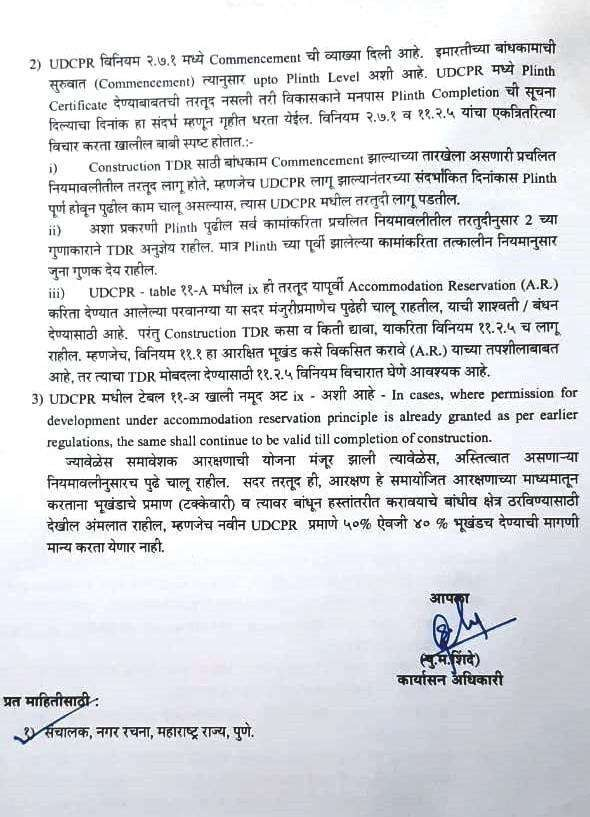 2) UDCPR विनियम २.७.१ मध्ये Commencement ची व्याख्या दिली आहे. इमारतीच्या बांधकामाची
सुरुवात (Commencement) त्यानुसार upto Plinth Level अशी आहे. UDCPR मध्ये Plinth
Certificate देण्याबाबतची तरतूद नसली तरी विकासकाने मनपास Plinth Completion ची सूचना
दिल्याचा दिनांक हा संदर्भ म्हणून गृहीत धरता येईल. विनियम २.७.१ व ११.२.५ यांचा एकत्रितरित्या
विचार करता खालील बाबी स्पष्ट होतात.:-
i) Construction TDR साठी बांधकाम Commencement झाल्याच्या तारखेला असणारी प्रचलित
नियमावलीतील तरतूद लागू होते, म्हणजेच UDCPR लागू झाल्यानंतरच्या संदर्भाकित दिनांकास Plinth
पूर्ण होवून पुढील काम चालू असल्यास, त्यास UDCPR मधील तरतुदी लागू पडतील.
ii) अशा प्रकरणी Plinth पुढील सर्व कामांकरिता प्रचलित नियमावलीतील तरतुदीनुसार 2 च्या
गुणाकाराने TDR अनुज्ञेय राहील. मात्र Plinth च्या पूर्वी झालेल्या कामांकरिता तत्कालीन नियमानुसार
जुना गुणक देय राहील.
iii) UDCPR - table ११-A मधील ix ही तरतूद यापूर्वी Accommodation Reservation (A.R.)
करिता देण्यात आलेल्या परवानग्या या सदर मंजुरीप्रमाणेच पुढेही चालू राहतील, याची शाश्वती / बंधन
देण्यासाठी आहे. परंतु Construction TDR कसा व किती द्यावा, याकरिता विनियम ११.२.५ च लागू
राहील. म्हणजेच, विनियम ११.१ हा आरक्षित भूखंड कसे विकसित करावे (A.R.) याच्या तपशीलाबाबत
आहे, तर त्याचा TDR मोबदला देण्यासाठी ११.२.५ विनियम विचारात घेणे आवश्यक आहे.
3) UDCPR मधील टेबल ११-अ खाली नमूद अट ix - अशी आहे - In cases, where permission for
development under accommodation reservation principle is already granted as per earlier
regulations, the same shall continue to be valid till completion of construction.
ज्यावेळेस समावेशक आरक्षणाची योजना मंजूर झाली त्यावेळेस, अस्तित्वात असणाऱ्या
नियमावलीनुसारच पुढे चालू राहील. सदर तरतूद ही, आरक्षण हे समायोजित आरक्षणाच्या माध्यमातून
करताना भूखंडाचे प्रमाण (टक्केवारी) व त्यावर बांधून हस्तांतरीत करावयाचे बांधीव क्षेत्र ठरविण्यासाठी
देखील अंमलात राहील, म्हणजेच नवीन UDCPR प्रमाणे ५०% ऐवजी ४० % भूखंडच देण्याची मागणी
मान्य करता येणार नाही.
आपला
(पु.म.शिंदे)
कार्यासन अधिकारी
प्रत माहितीसाठी :
१) संचालक, नगर रचना, महाराष्ट्र राज्य, पुणे.